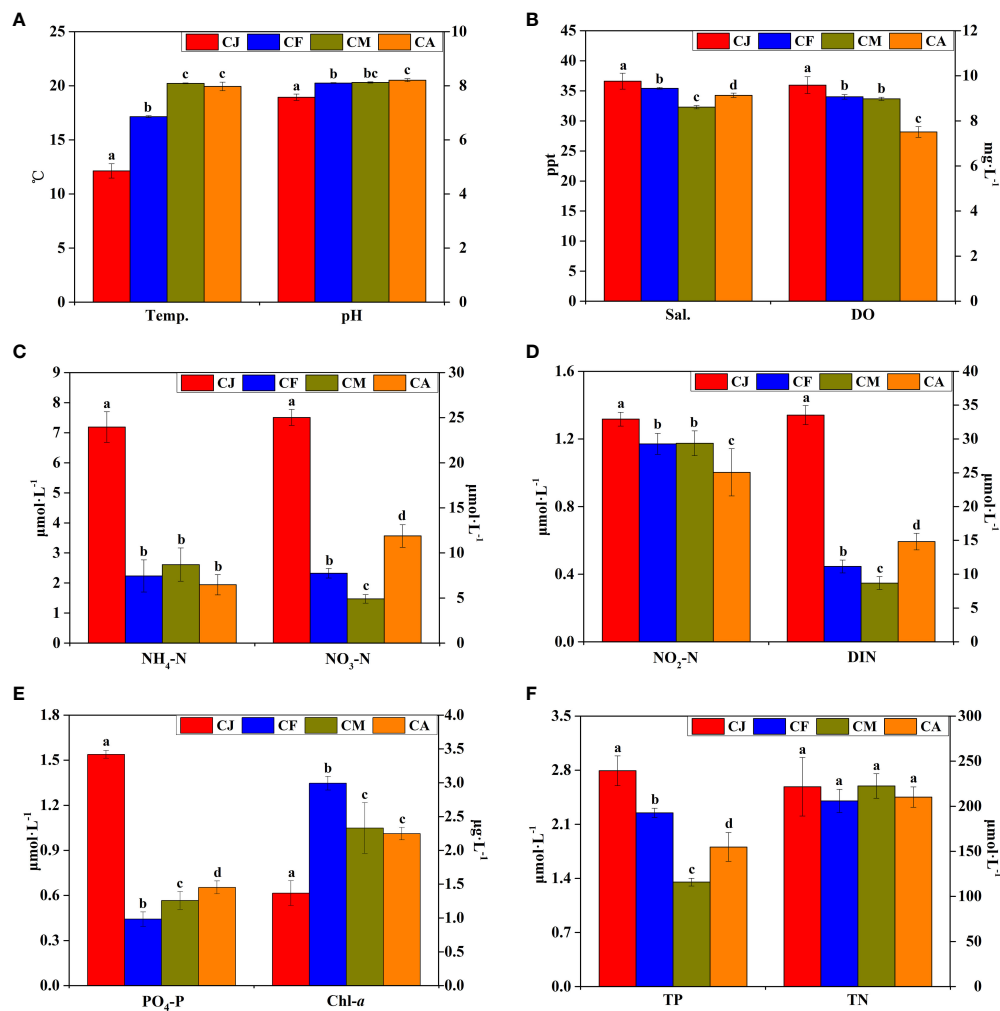 A
25
20
15
10
5
0
℃
CJ CF CM CA
a b c c
a b bc c
Temp. pH
10
8
6
4
2
0
B
45
40
35
30
25
20
15
10
5
0
ppt
CJ CF CM CA
a b c d
a b b c
Sal. DO
12
10
8
6
4
2
0
mg·L⁻¹
C
9
8
7
6
5
4
3
2
1
0
μmol·L⁻¹
CJ CF CM CA
a b b b
a b c d
NH₄-N NO₃-N
30
25
20
15
10
5
0
μmol·L⁻¹
D
1.6
1.2
0.8
0.4
0.0
μmol·L⁻¹
CJ CF CM CA
a b b c
a b c d
NO₂-N DIN
40
35
30
25
20
15
10
5
0
μmol·L⁻¹
E
1.8
1.5
1.2
0.9
0.6
0.3
0.0
μmol·L⁻¹
CJ CF CM CA
a b c d
a b c c
PO₄-P Chl-a
4.0
3.5
3.0
2.5
2.0
1.5
1.0
0.5
0.0
μg·L⁻¹
F
3.5
2.8
2.1
1.4
0.7
0.0
μmol·L⁻¹
CJ CF CM CA
a b c d
a a a a
TP TN
300
250
200
150
100
50
0
μmol·L⁻¹